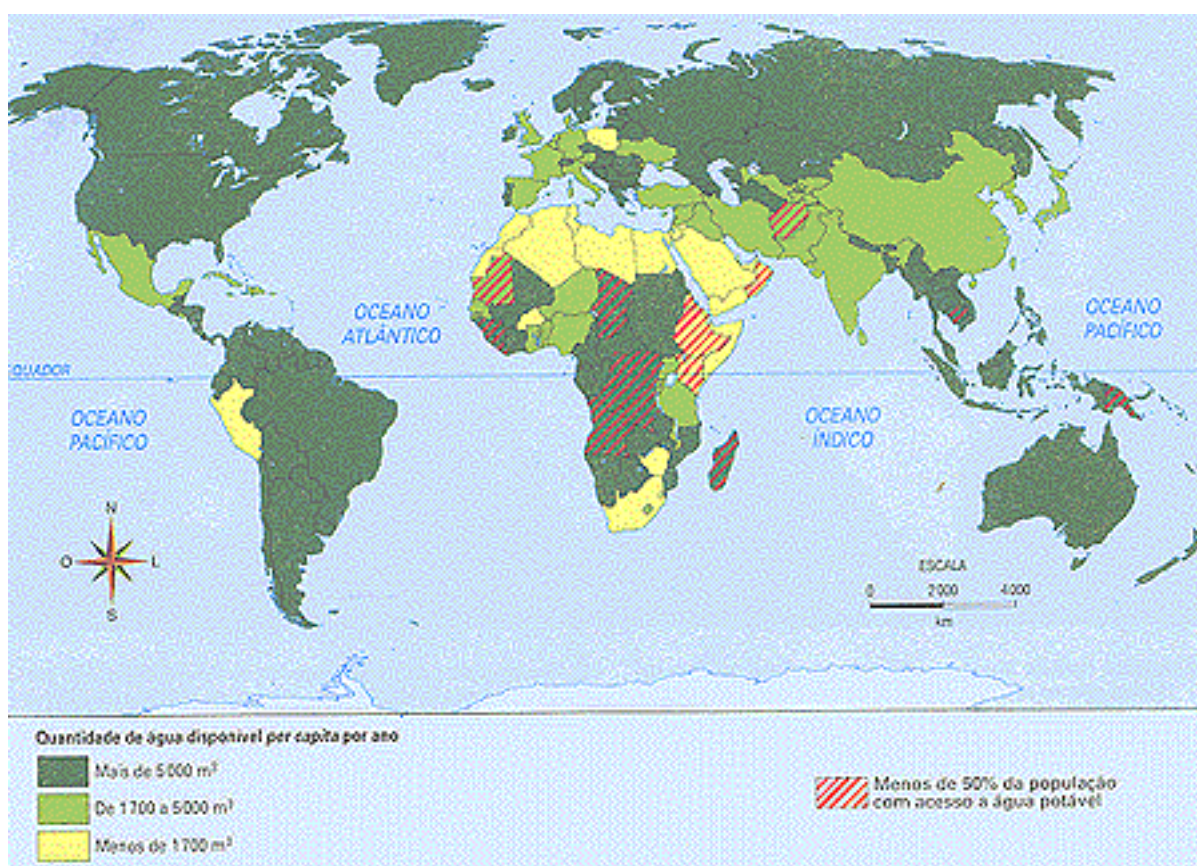 OCEANO
ATLÂNTICO
OCEANO
PACÍFICO
QUADOR
OCEANO
PACÍFICO
OCEANO
ÍNDICO
N
O
L
S
ESCALA
0 2000 4000
km
Quantidade de água disponível per capita por ano
Mais de 5000 m³
De 1700 a 5000 m³
Menos de 1700 m³
Menos de 50% da população
com acesso a água potável